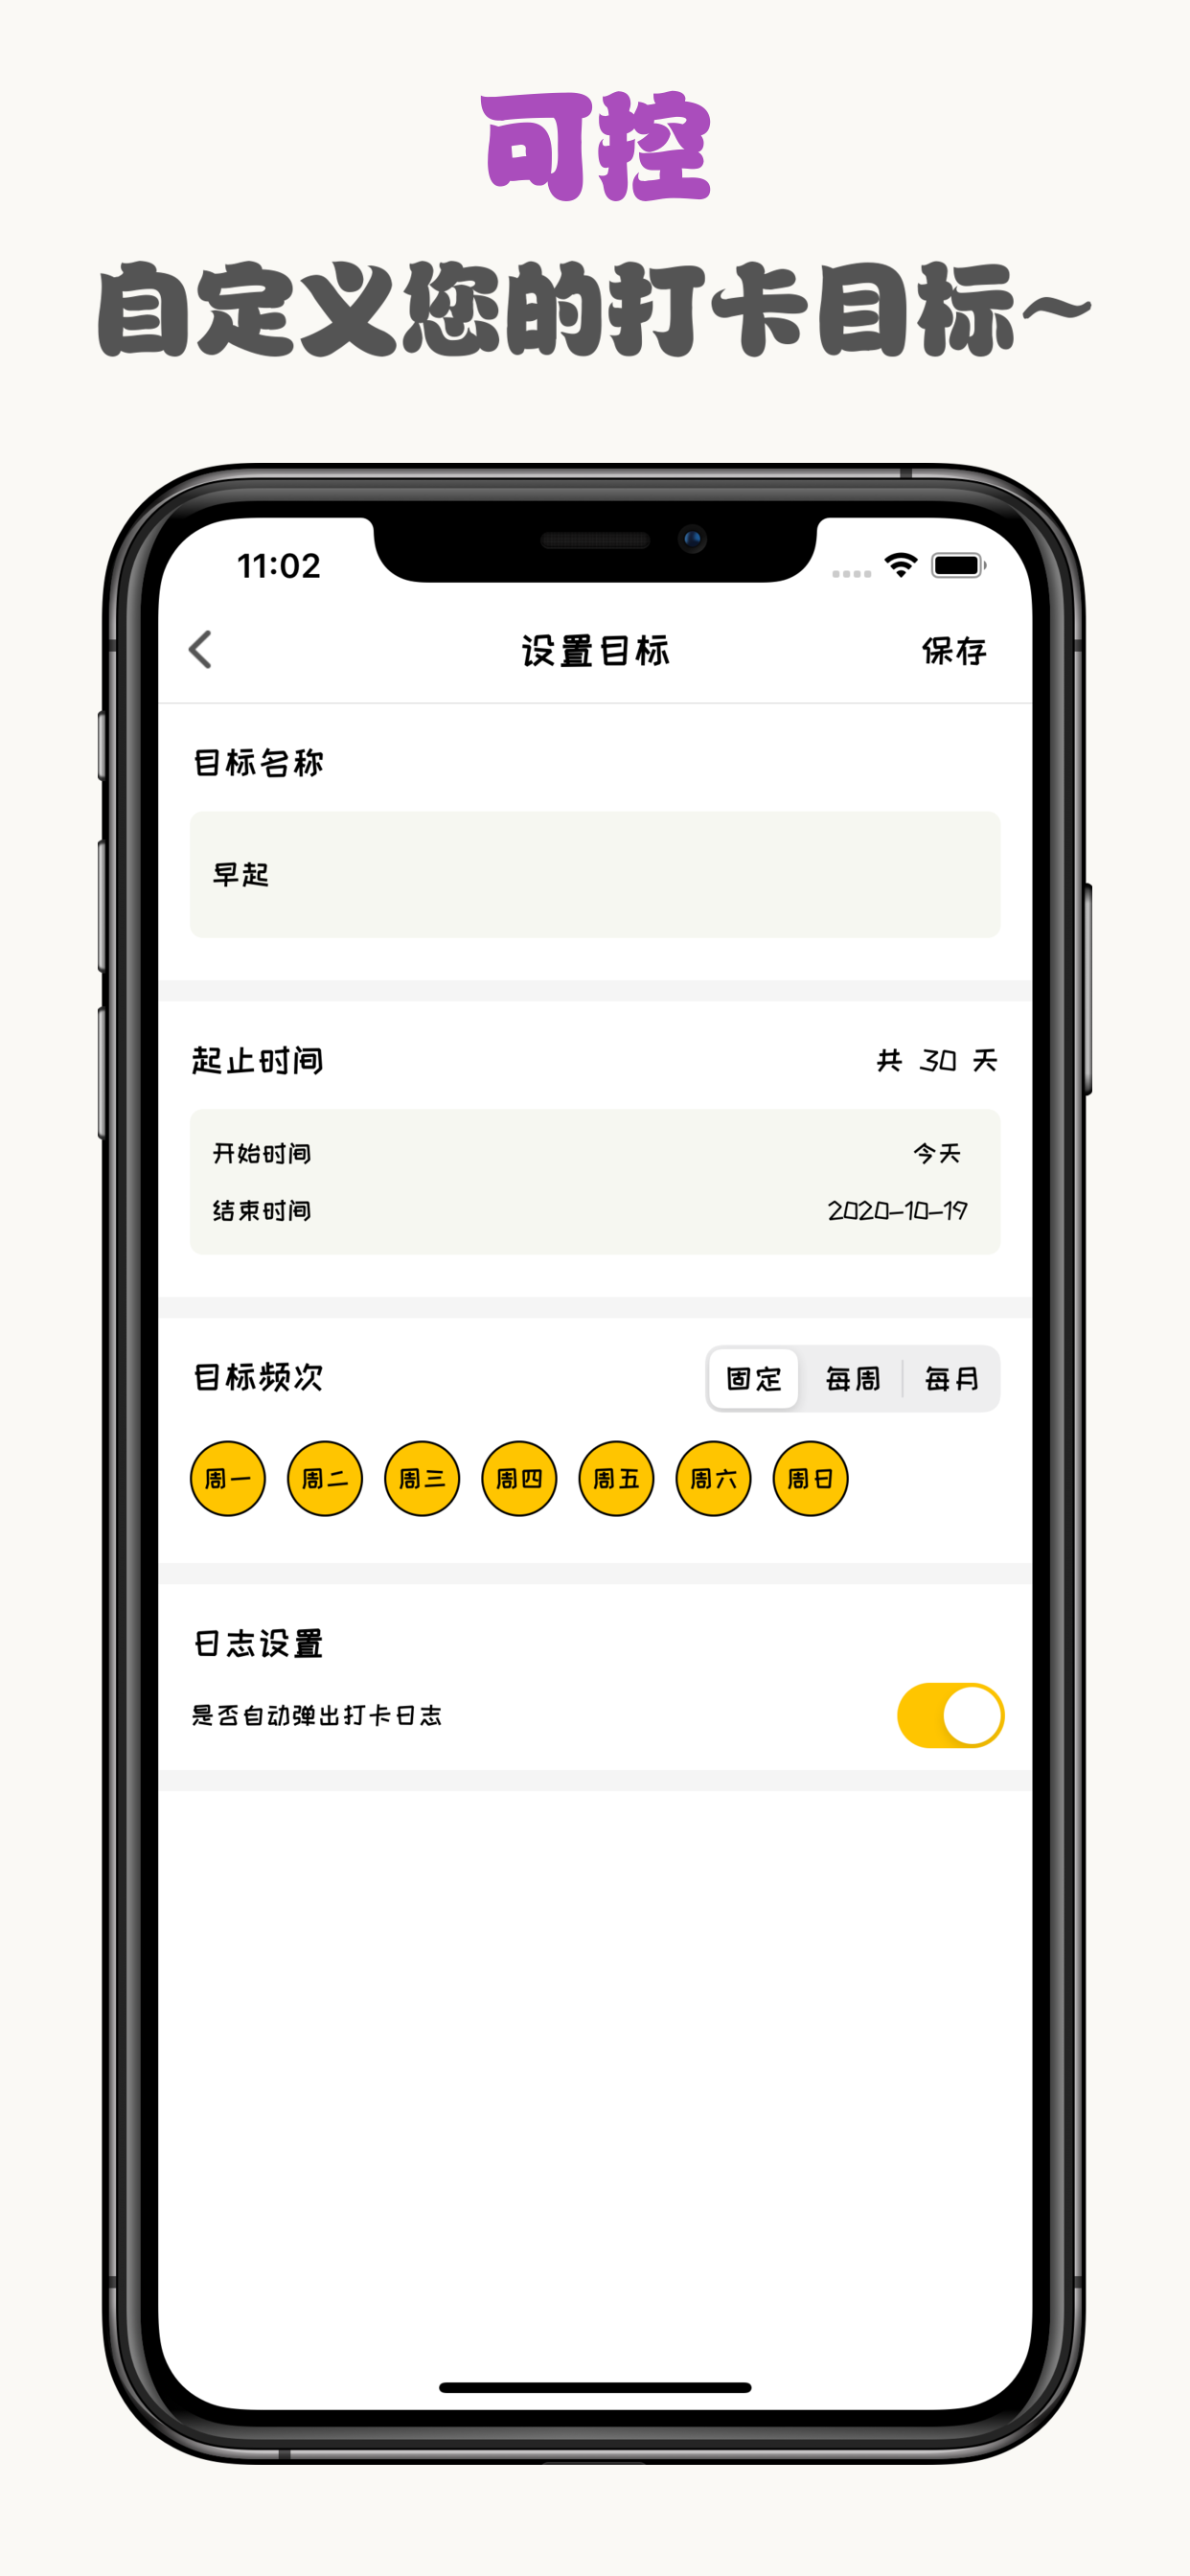 可控
自定义您的打卡目标~
11:02
设置目标 保存
目标名称
早起
起止时间 共 30 天
开始时间 今天
结束时间 2020-10-19
目标频次 固定 每周 每月
周一 周二 周三 周四 周五 周六 周日
日志设置
是否自动弹出打卡日志